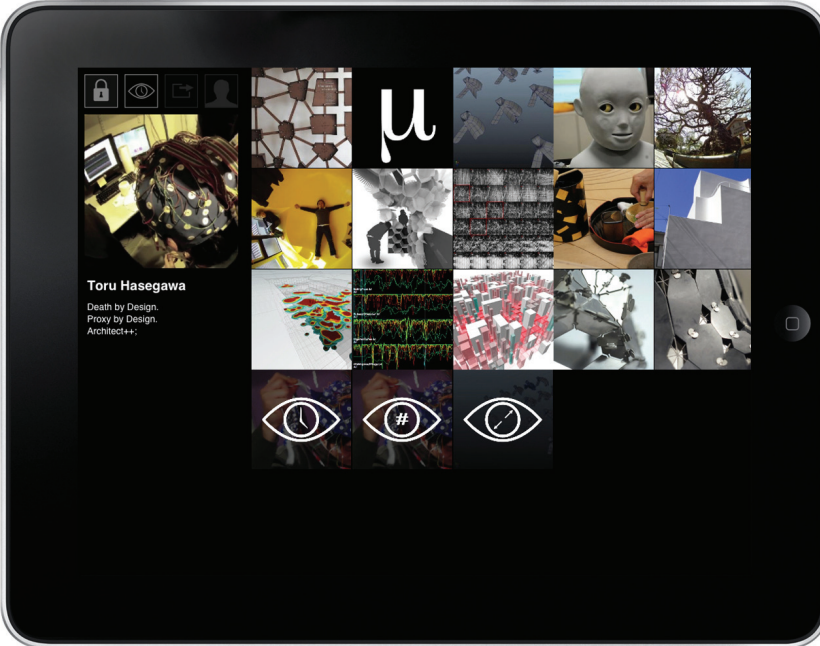 Toru Hasegawa
Death by Design.
Proxy by Design.
Architect++;
μ
#